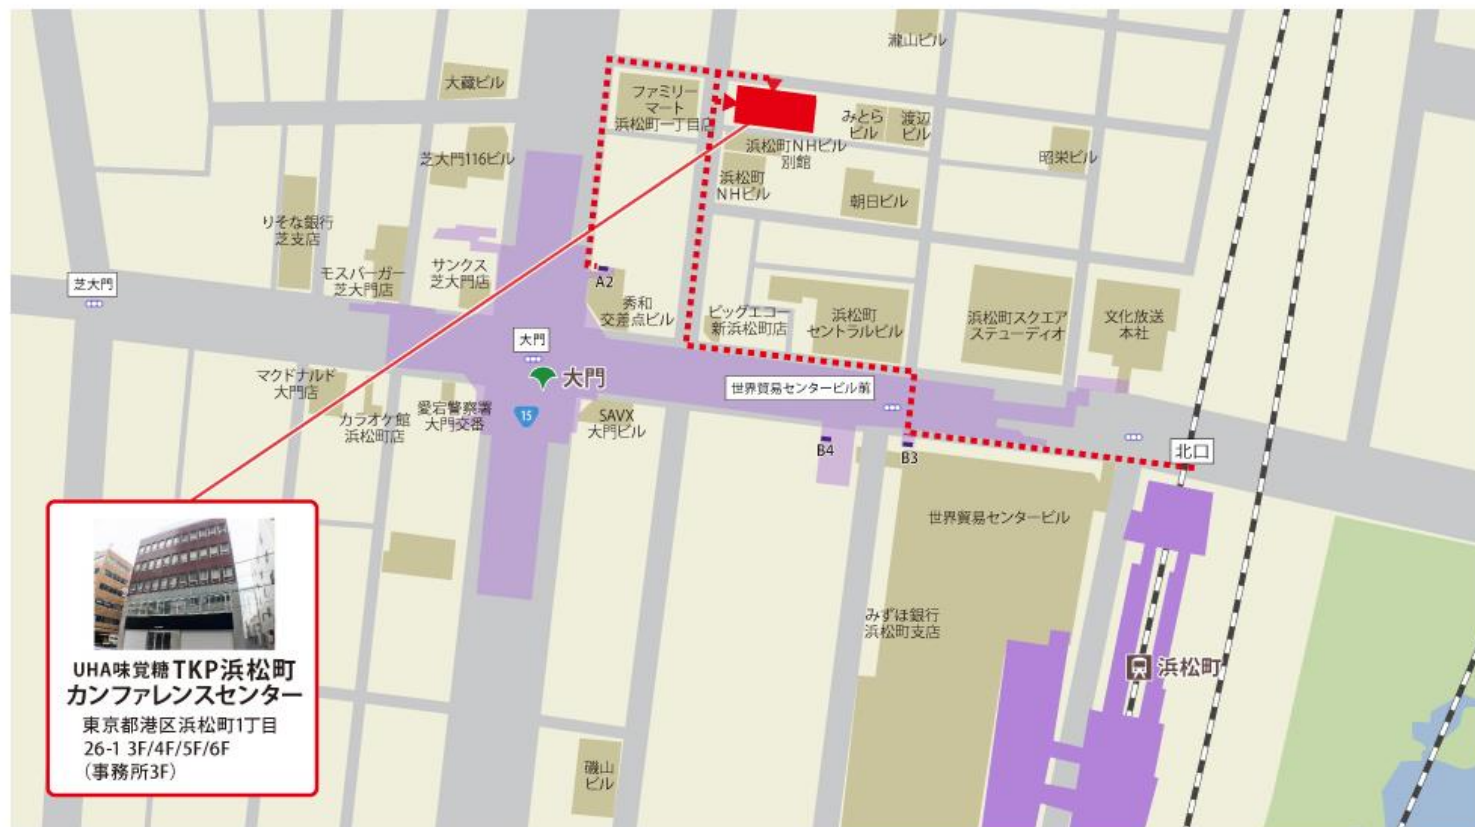 瀧山ビル
大蔵ビル
ファミリー
マート
浜松町一丁目店
みとら
ビル
渡辺
ビル
芝大門116ビル
浜松町NHビル
別館
昭栄ビル
浜松町
NHビル
朝日ビル
りそな銀行
芝支店
モスバーガー
芝大門店
サンクス
芝大門店
芝大門
A2
秀和
交差点ビル
ビッグエコー
新浜松町店
浜松町
セントラルビル
浜松町スクエア
ステューディオ
文化放送
本社
大門
大門
世界貿易センタービル前
マクドナルド
大門店
カラオケ館
浜松町店
愛宕警察署
大門交番
15
SAVX
大門ビル
B4
B3
北口
世界貿易センタービル
みずほ銀行
浜松町支店
浜松町
UHA味覚糖 TKP浜松町
カンファレンスセンター
東京都港区浜松町1丁目
26-1 3F/4F/5F/6F
（事務所3F）
磯山
ビル